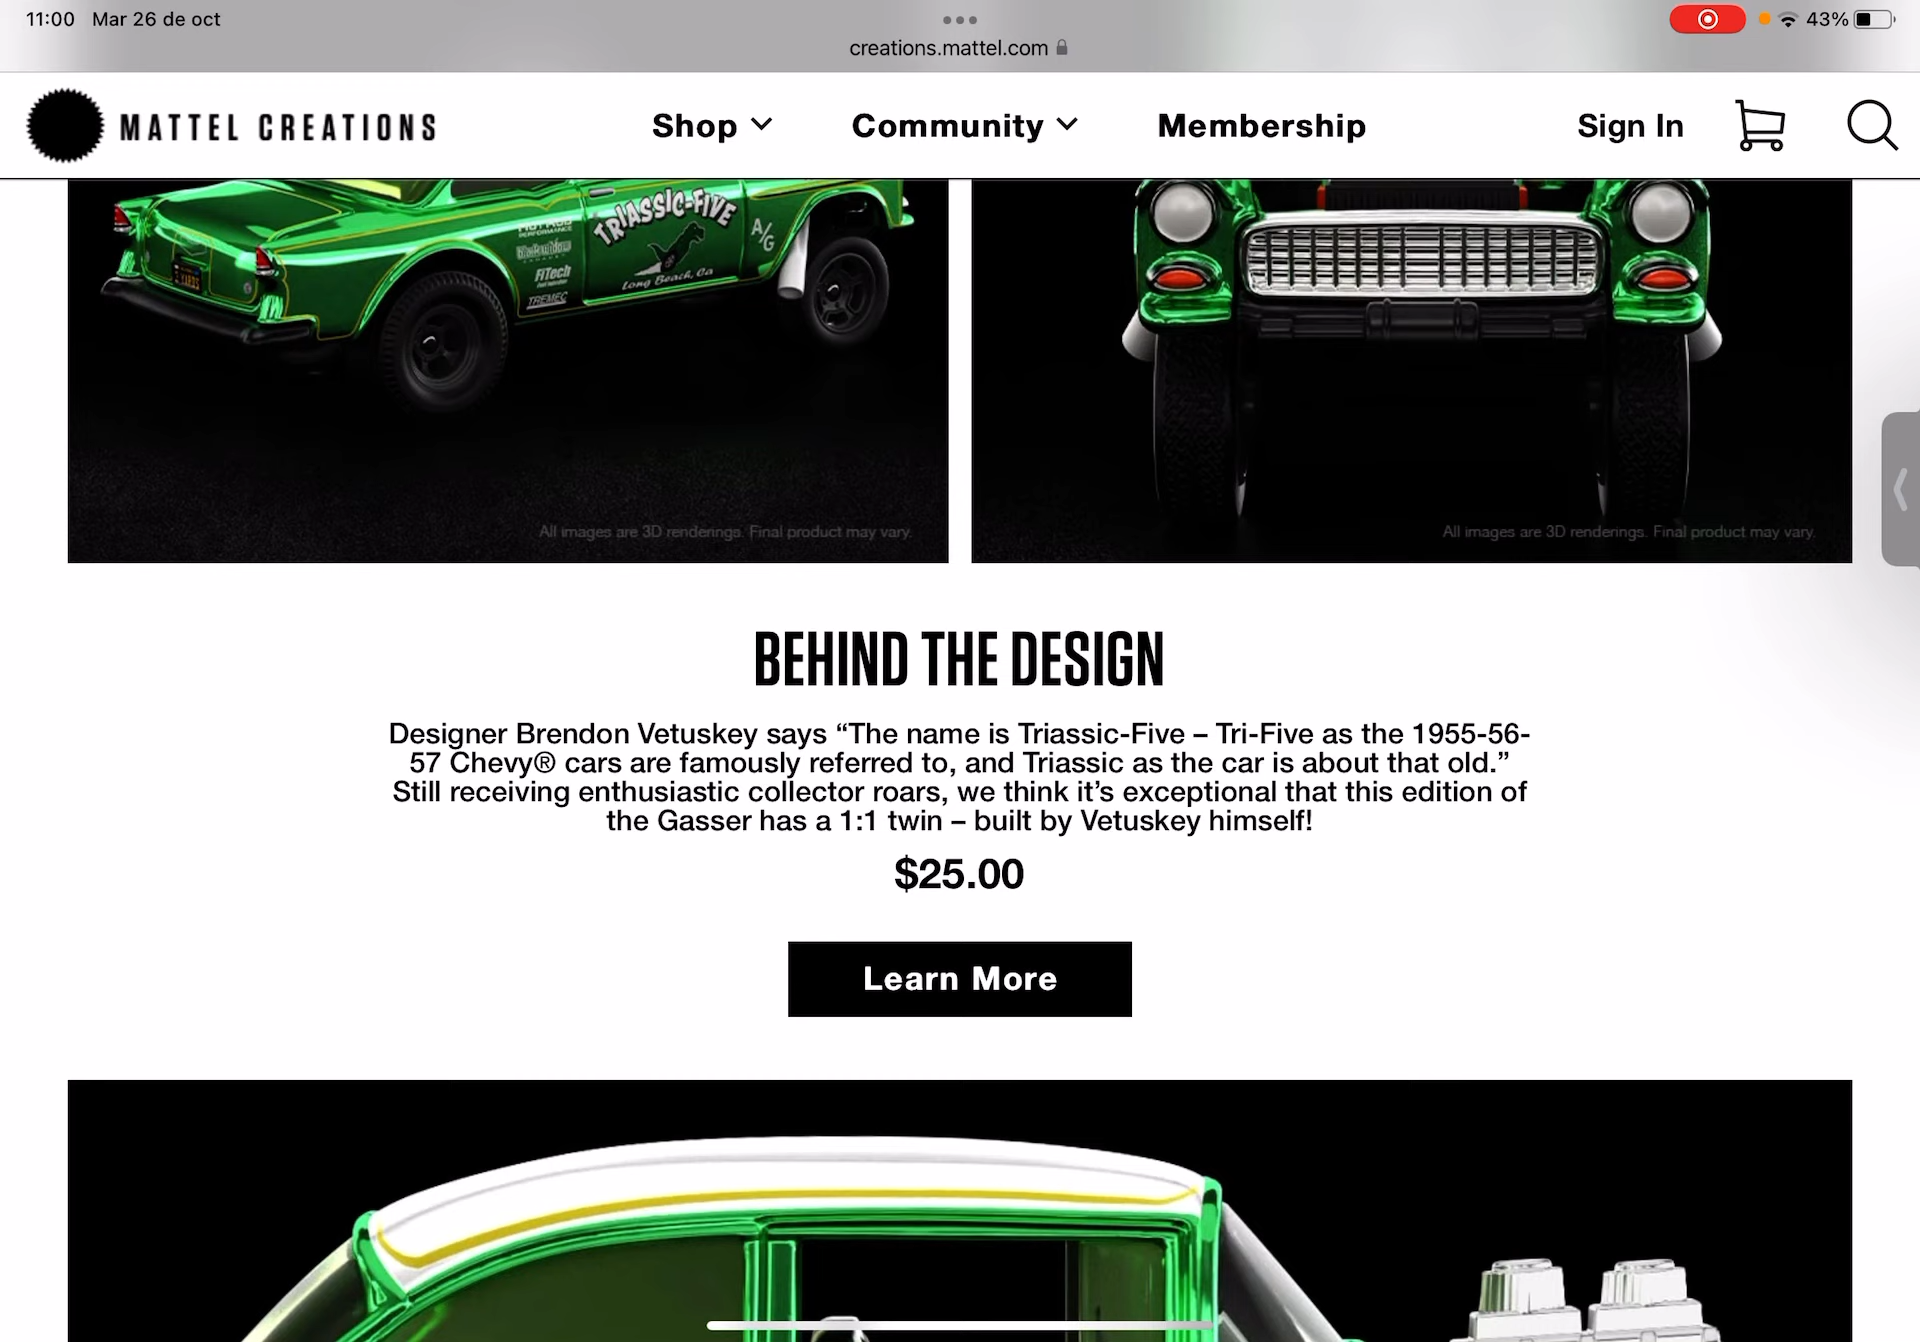 11:00 Mar 26 de oct
43%
creations.mattel.com
MATTEL CREATIONS
Shop
Community
Membership
Sign In
TRIASSIC-FIVE
A/G
PERFORMANCE
FiTech
TREMEC
Long Beach, Ca
All images are 3D renderings. Final product may vary.
All images are 3D renderings. Final product may vary.
BEHIND THE DESIGN
Designer Brendon Vetuskey says “The name is Triassic-Five – Tri-Five as the 1955-56-
57 Chevy® cars are famously referred to, and Triassic as the car is about that old.”
Still receiving enthusiastic collector roars, we think it’s exceptional that this edition of
the Gasser has a 1:1 twin – built by Vetuskey himself!
$25.00
Learn More